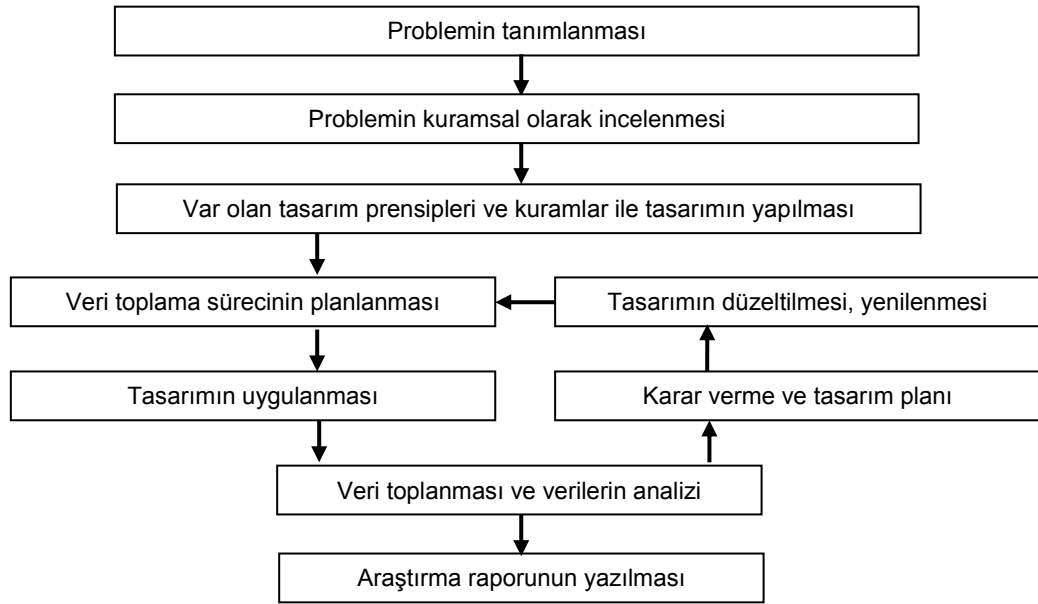 Problemin tanımlanması
Problemin kuramsal olarak incelenmesi
Var olan tasarım prensipleri ve kuramlar ile tasarımın yapılması
Veri toplama sürecinin planlanması
Tasarımın düzeltilmesi, yenilenmesi
Tasarımın uygulanması
Karar verme ve tasarım planı
Veri toplanması ve verilerin analizi
Araştırma raporunun yazılması